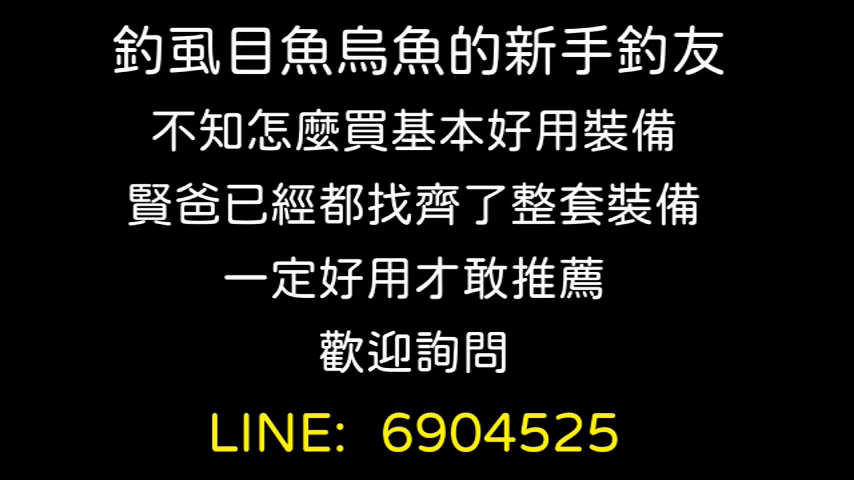 釣虱目魚烏魚的新手釣友
不知怎麼買基本好用裝備
賢爸已經都找齊了整套裝備
一定好用才敢推薦
歡迎詢問
LINE: 6904525